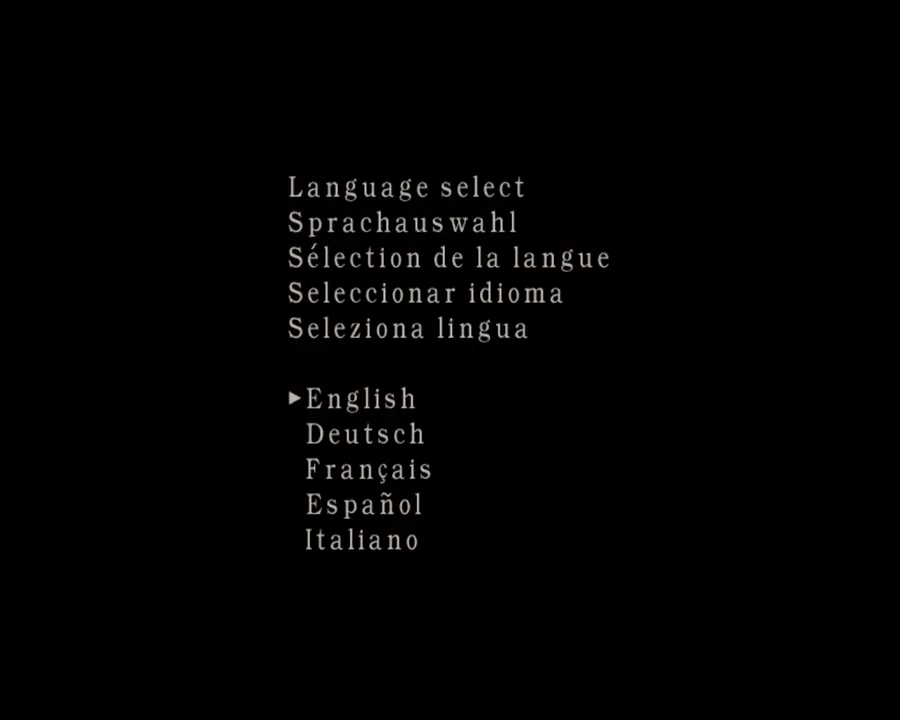 Language select
Sprachauswahl
Sélection de la langue
Seleccionar idioma
Seleziona lingua
▶English
Deutsch
Français
Español
Italiano